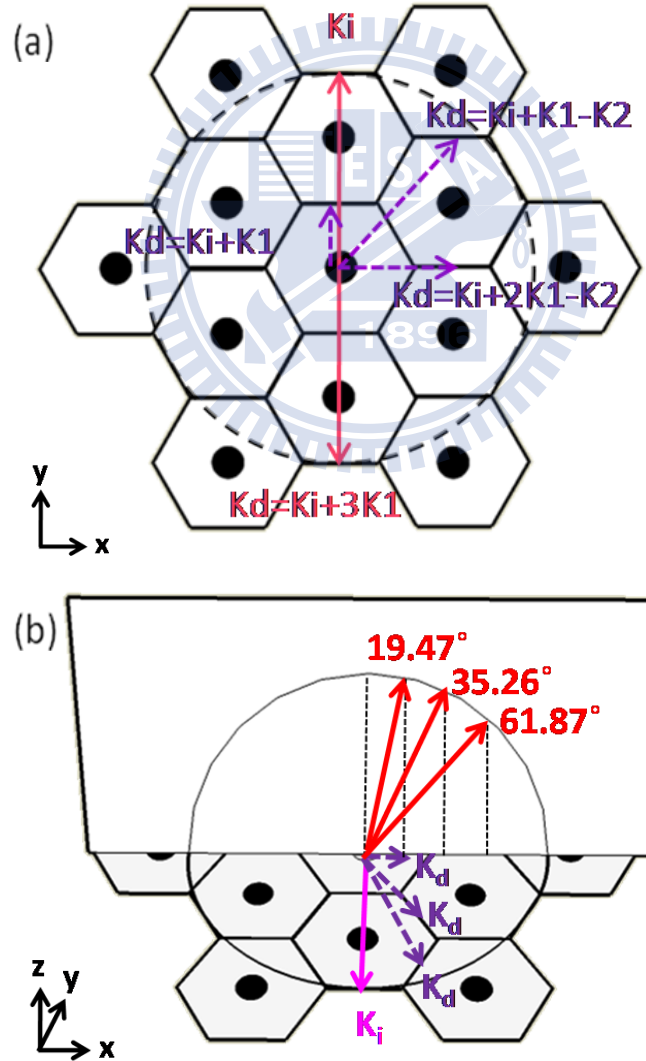 (a)
Ki
Kd=Ki+K1-K2
E S A
Kd=Ki+K1
Kd=Ki+2K1-K2
1896
Kd=Ki+3K1
y
x
(b)
19.47°
35.26°
61.87°
Kd
Kd
Kd
z
y
x
Ki